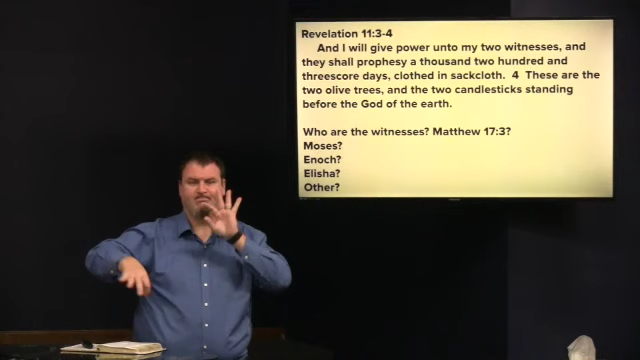 Revelation 11:3-4
And I will give power unto my two witnesses, and
they shall prophesy a thousand two hundred and
threescore days, clothed in sackcloth. 4 These are the
two olive trees, and the two candlesticks standing
before the God of the earth.
Who are the witnesses? Matthew 17:3?
Moses?
Enoch?
Elisha?
Other?